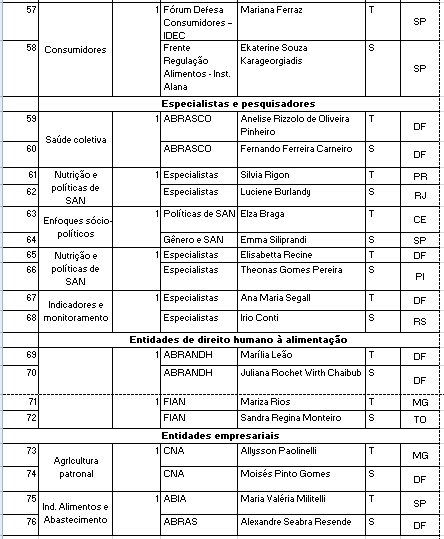 57 1 Fórum Defesa Mariana Ferraz T SP
Consumidores –
IDEC
58 Consumidores Frente Ekaterine Souza S SP
Regulação Karageorgiadis
Alimentos - Inst.
Alana
Especialistas e pesquisadores
59 Saúde coletiva 1 ABRASCO Anelise Rizzolo de Oliveira T DF
Pinheiro
60 ABRASCO Fernando Ferreira Carneiro S DF
61 Nutrição e 1 Especialistas Silvia Rigon T PR
políticas de
62 SAN Especialistas Luciene Burlandy S RJ
63 Enfoques sócio- 1 Políticas de SAN Elza Braga T CE
políticos
64 Gênero e SAN Emma Siliprandi S SP
65 Nutrição e 1 Especialistas Elisabetta Recine T DF
66 políticas de Especialistas Theonas Gomes Pereira S PI
SAN
67 Indicadores e 1 Especialistas Ana Maria Segall T DF
68 monitoramento Especialistas Irio Conti S RS
Entidades de direito humano à alimentação
69 1 ABRANDH Marília Leão T DF
70 ABRANDH Juliana Rochet Wirth Chaibub S DF
71 1 FIAN Mariza Rios T MG
72 FIAN Sandra Regina Monteiro S TO
Entidades empresariais
73 Agricultura 1 CNA Allysson Paolinelli T MG
74 patronal CNA Moisés Pinto Gomes S DF
75 Ind. Alimentos e 1 ABIA Maria Valéria Militelli T SP
76 Abastecimento ABRAS Alexandre Seabra Resende S DF